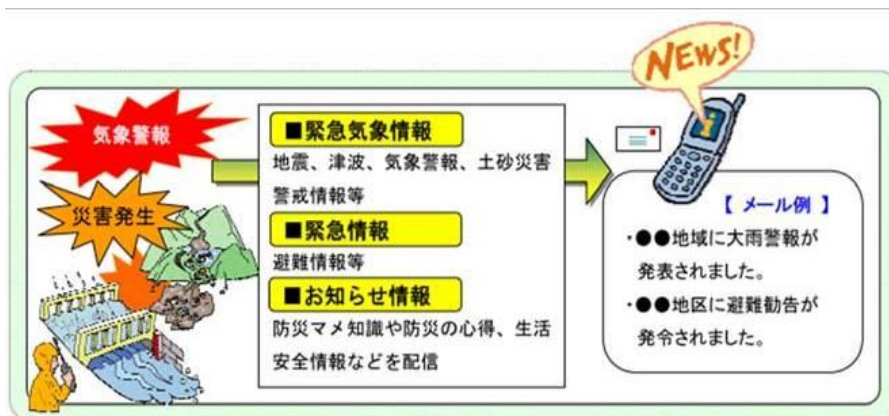 NEWS!
気象警報
災害発生
■緊急気象情報
地震、津波、気象警報、土砂災害
警戒情報等
■緊急情報
避難情報等
■お知らせ情報
防災マメ知識や防災の心得、生活
安全情報などを配信
【 メール例 】
・●●地域に大雨警報が
発表されました。
・●●地区に避難勧告が
発令されました。